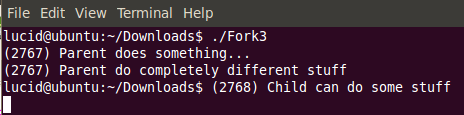 File Edit View Terminal Help
lucid@ubuntu:~/Downloads$ ./Fork3
(2767) Parent does something...
(2767) Parent do completely different stuff
lucid@ubuntu:~/Downloads$ (2768) Child can do some stuff